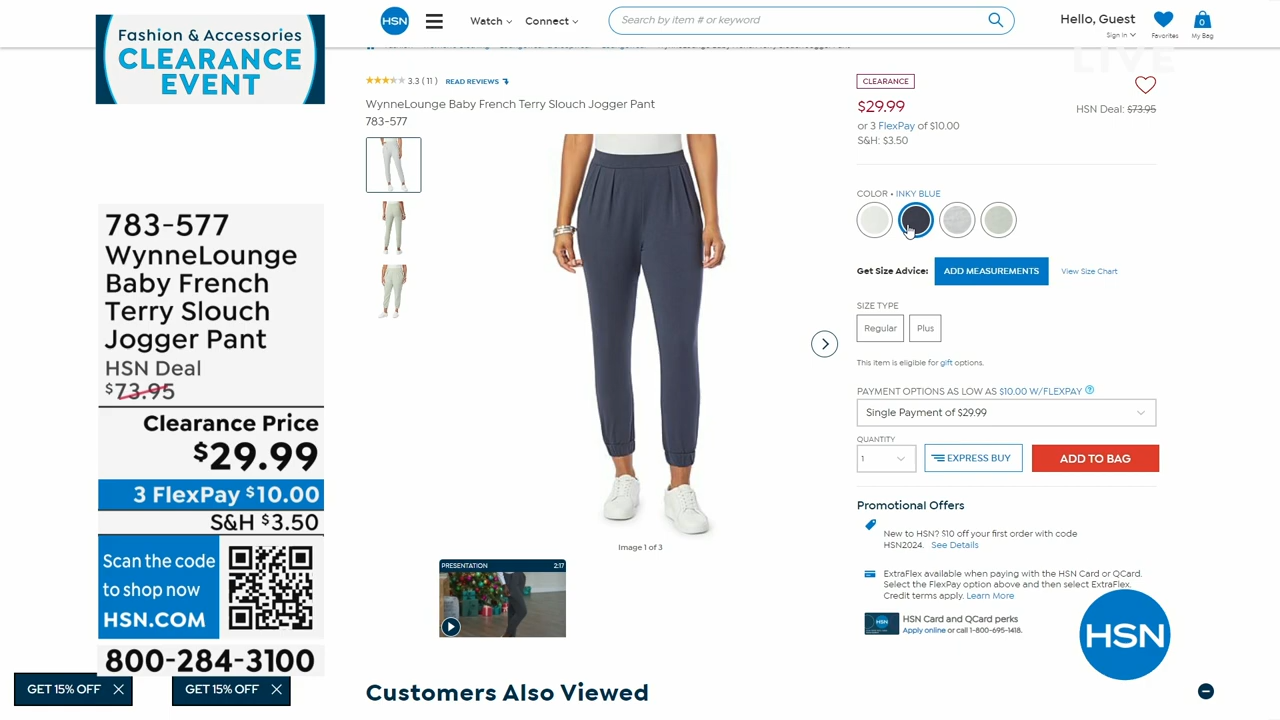 Fashion & Accessories
CLEARANCE
EVENT
783-577
WynneLounge
Baby French
Terry Slouch
Jogger Pant
HSN Deal
$73.95
Clearance Price
$29.99
3 FlexPay $10.00
S&H $3.50
Scan the code
to shop now
HSN.COM
800-284-3100
GET 15% OFF
GET 15% OFF
HSN
Watch
Connect
Search by item # or keyword
Hello, Guest
Sign In
Favorites
0
My Bag
LIVE
3.3 (11)
READ REVIEWS
WynneLounge Baby French Terry Slouch Jogger Pant
783-577
Image 1 of 3
PRESENTATION 2:17
CLEARANCE
$29.99
HSN Deal: $73.95
or 3 FlexPay of $10.00
S&H: $3.50
COLOR • INKY BLUE
Get Size Advice: ADD MEASUREMENTS View Size Chart
SIZE TYPE
Regular Plus
This item is eligible for gift options.
PAYMENT OPTIONS AS LOW AS $10.00 W/FLEXPAY
Single Payment of $29.99
QUANTITY
1
EXPRESS BUY
ADD TO BAG
Promotional Offers
New to HSN? $10 off your first order with code
HSN2024. See Details
ExtraFlex available when paying with the HSN Card or QCard.
Select the FlexPay option above and then select ExtraFlex.
Credit terms apply. Learn More
HSN Card and QCard perks
Apply online or call 1-800-695-1418.
HSN
Customers Also Viewed